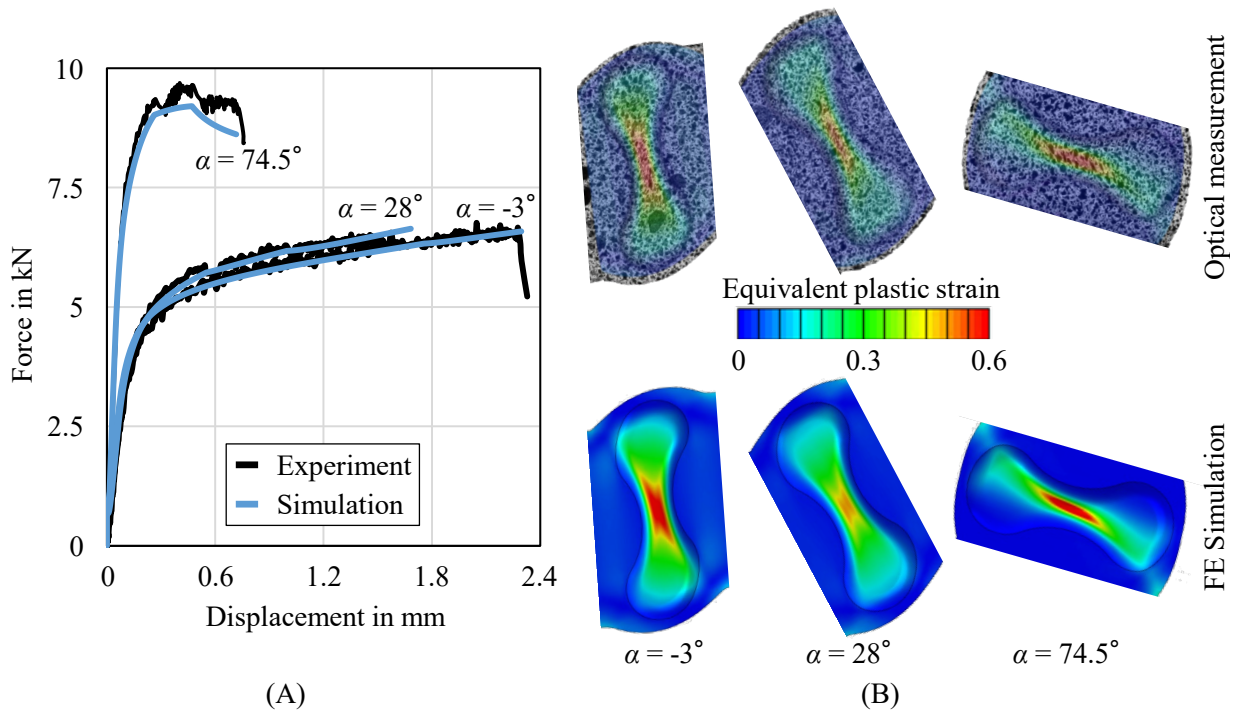 10
7.5
5
2.5
0
Force in kN
α = 74.5°
α = 28°
α = -3°
Experiment
Simulation
0
0.6
1.2
1.8
2.4
Displacement in mm
(A)
Optical measurement
Equivalent plastic strain
0
0.3
0.6
FE Simulation
α = -3°
α = 28°
α = 74.5°
(B)